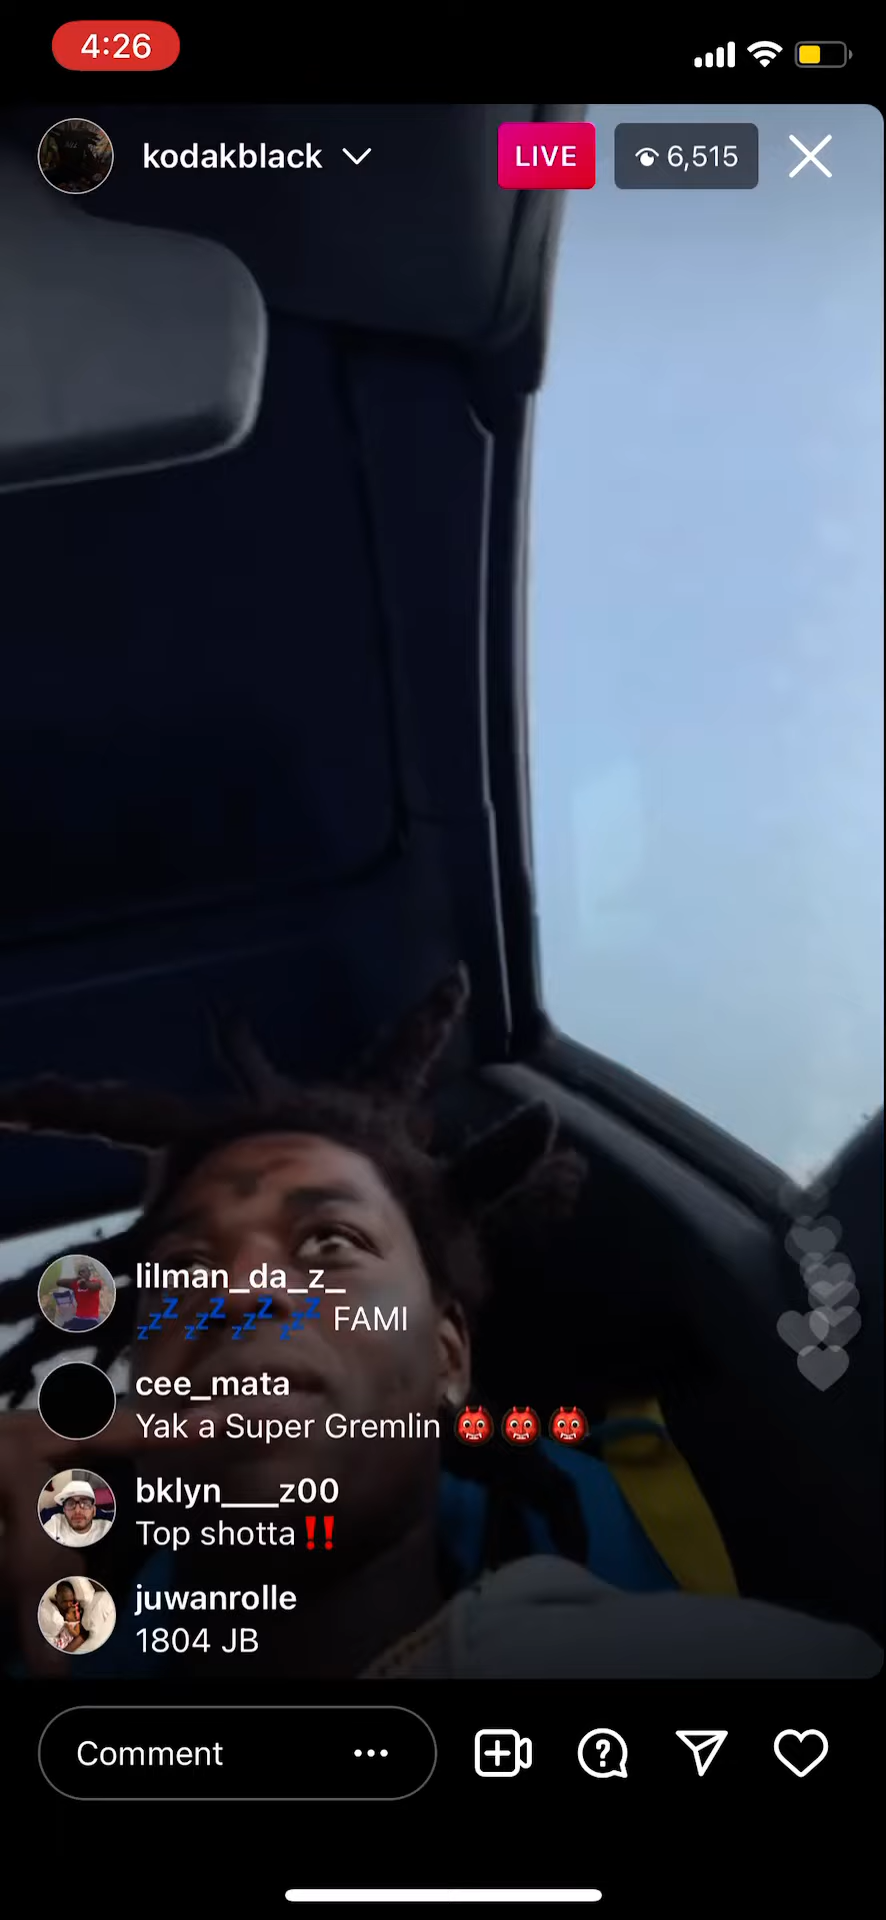 4:26
kodakblack
LIVE
6,515
lilman_da_z_
💤💤💤💤 FAMI
cee_mata
Yak a Super Gremlin 👹👹👹
bklyn___z00
Top shotta‼️
juwanrolle
1804 JB
Comment